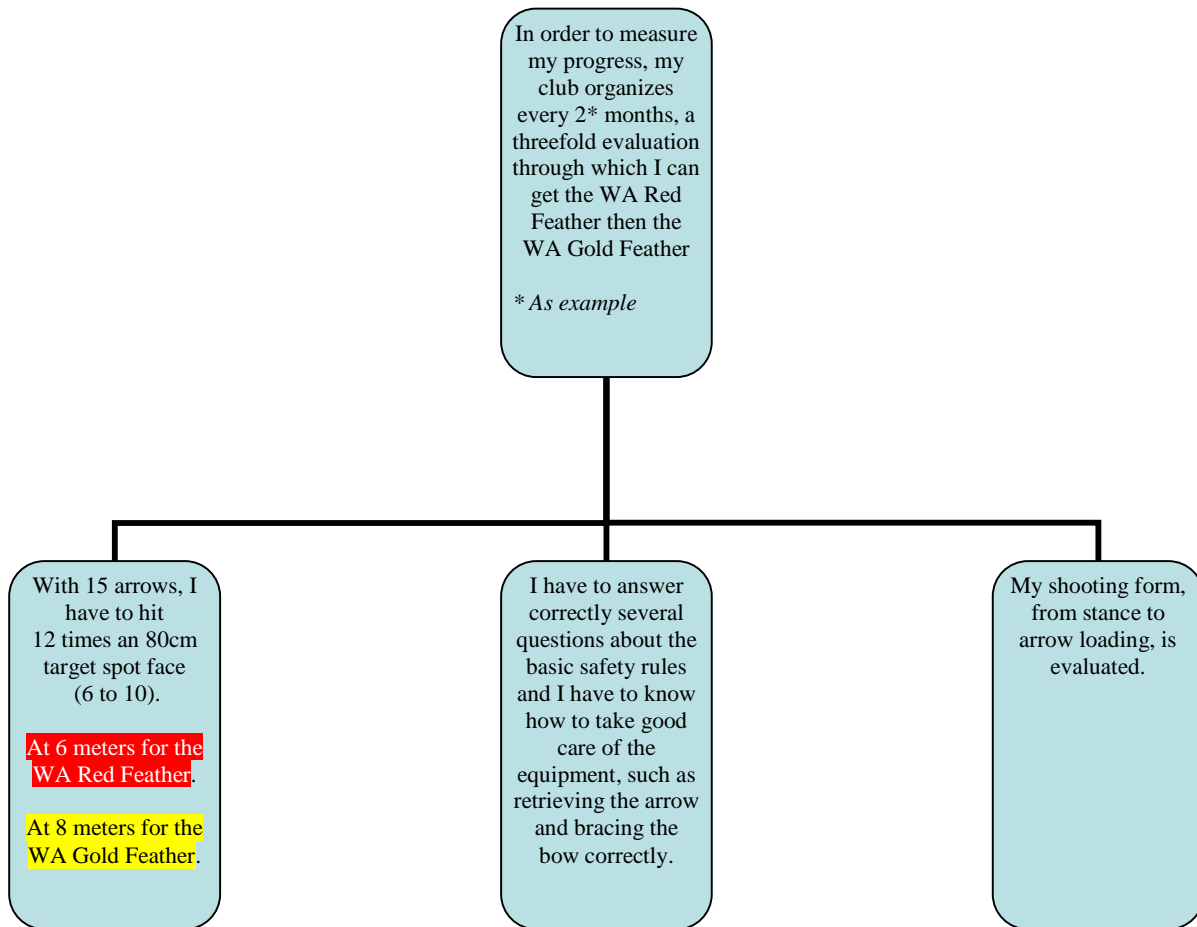 In order to measure
my progress, my
club organizes
every 2* months, a
threefold evaluation
through which I can
get the WA Red
Feather then the
WA Gold Feather
* As example
With 15 arrows, I
have to hit
12 times an 80cm
target spot face
(6 to 10).
At 6 meters for the
WA Red Feather.
At 8 meters for the
WA Gold Feather.
I have to answer
correctly several
questions about the
basic safety rules
and I have to know
how to take good
care of the
equipment, such as
retrieving the arrow
and bracing the
bow correctly.
My shooting form,
from stance to
arrow loading, is
evaluated.